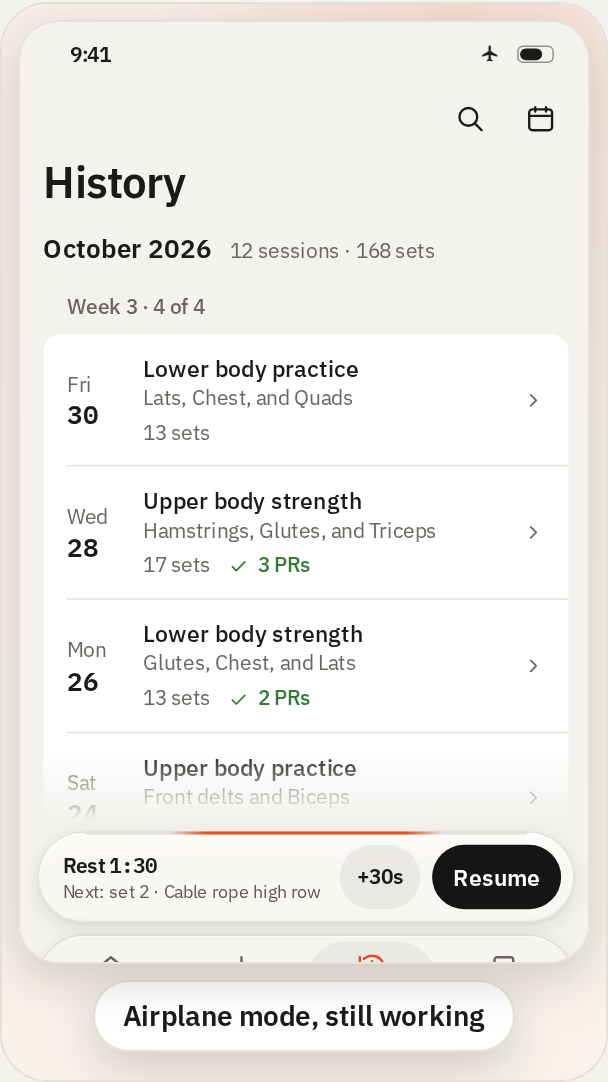 9:41
History
October 2026 12 sessions · 168 sets
Week 3 · 4 of 4
Fri
30
Lower body practice
Lats, Chest, and Quads
13 sets
Wed
28
Upper body strength
Hamstrings, Glutes, and Triceps
17 sets ✓ 3 PRs
Mon
26
Lower body strength
Glutes, Chest, and Lats
13 sets ✓ 2 PRs
Sat
24
Upper body practice
Front delts and Biceps
Rest 1:30
Next: set 2 · Cable rope high row
+30s
Resume
Airplane mode, still working